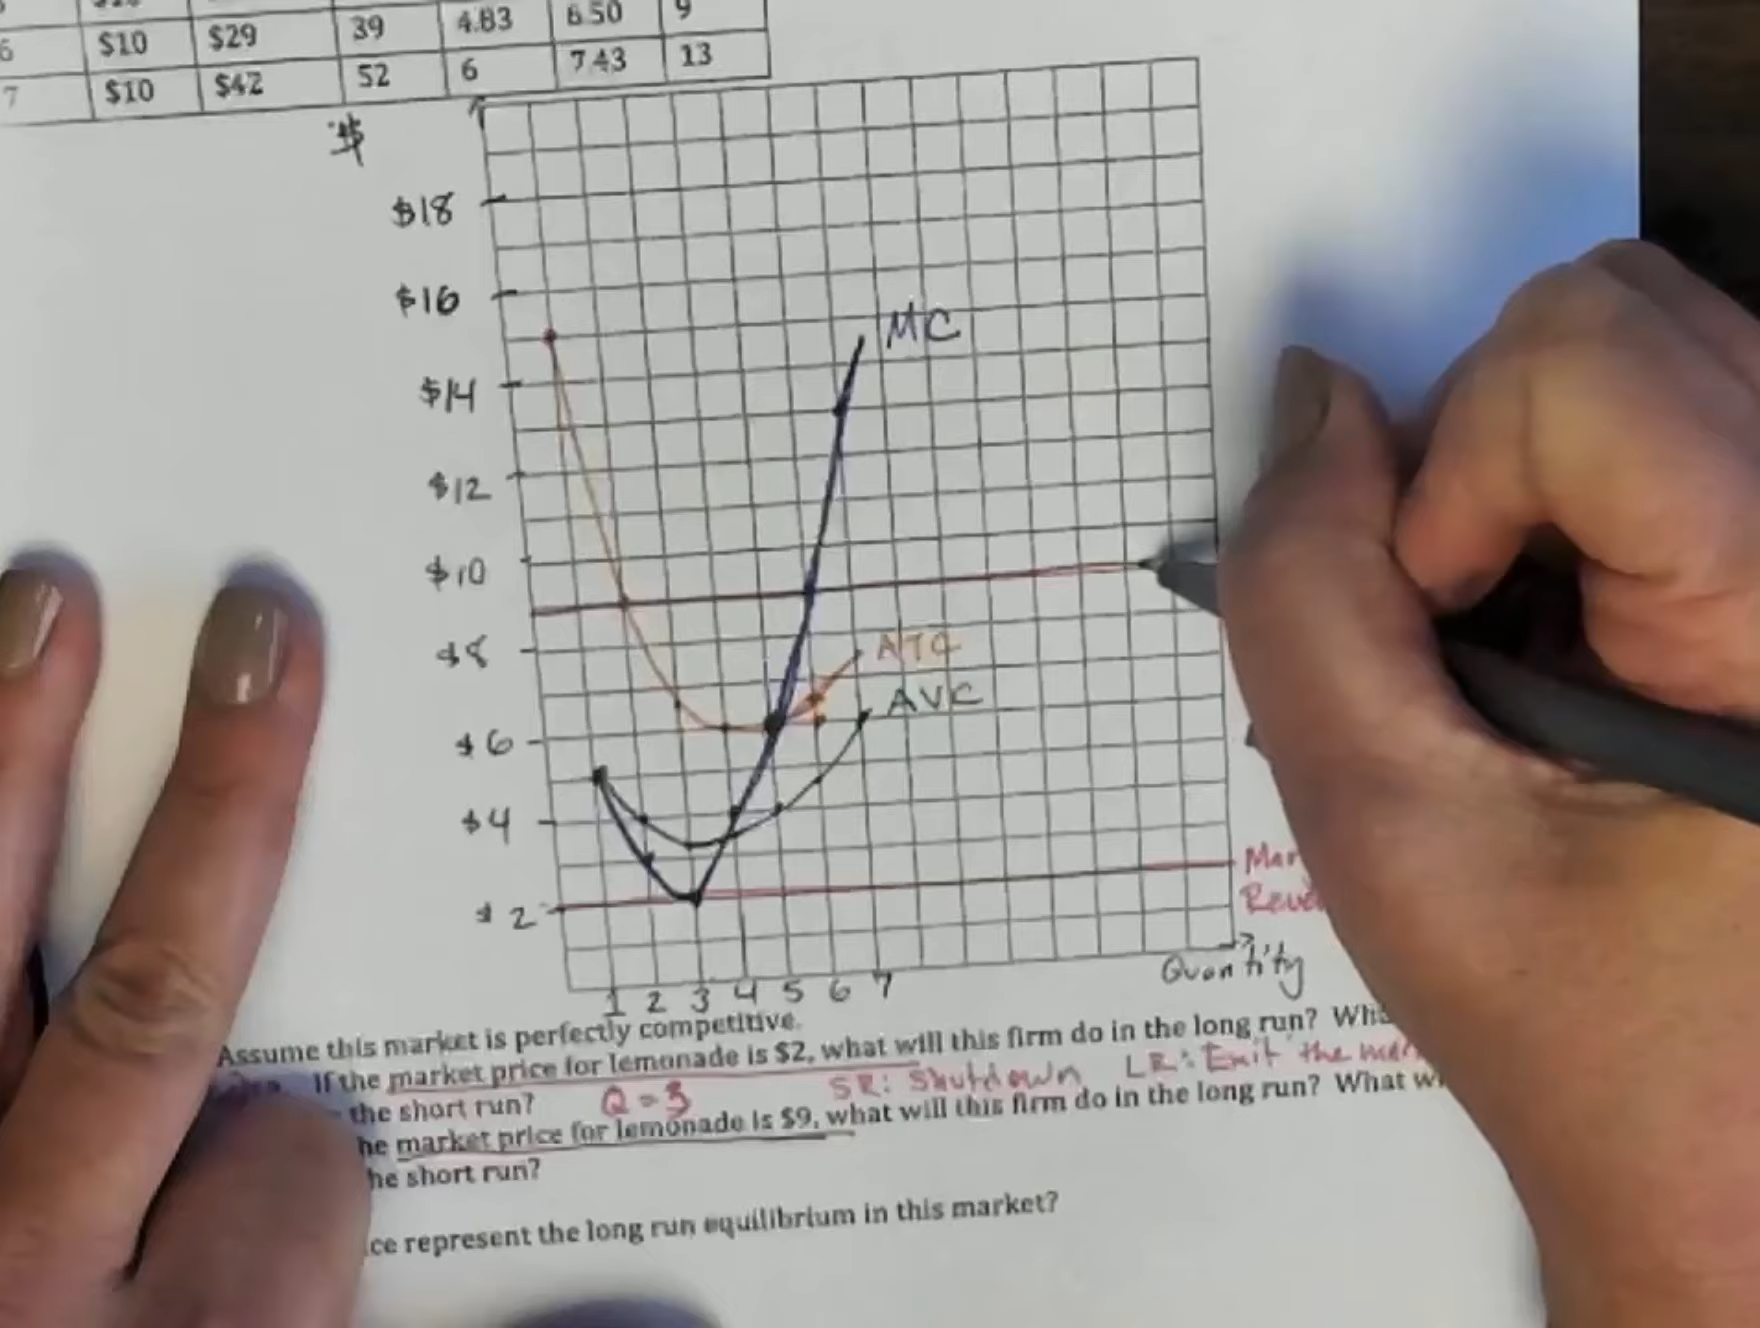 6 $10 $29 39 4.83 6.50 9
7 $10 $42 52 6 7.43 13
$
$18
$16
MC
$14
$12
$10
$8
ATC
AVC
$6
$4
$2
Quantity
1 2 3 4 5 6 7
Assume this market is perfectly competitive.
If the market price for lemonade is $2, what will this firm do in the long run?
the short run? Q = 3 SR: Shutdown LR: Exit the
market price for lemonade is $9, what will this firm do in the long run? What
short run?
represent the long run equilibrium in this market?